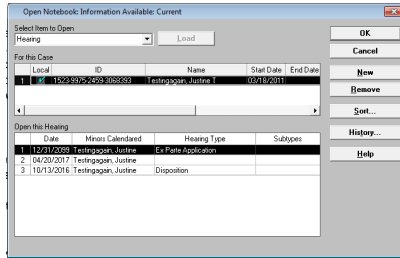 Open Notebook: Information Available: Current
Select Item to Open
Hearing
Load
OK
Cancel
New
Remove
Sort...
History...
Help
For this Case
Local ID Name Start Date End Date
1 1523-9975-2459-3068393 Testingagain, Justine T 03/18/2011
Open this Hearing
Date Minors Calendared Hearing Type Subtypes
1 12/31/2099 Testingagain, Justine Ex Parte Application
2 04/20/2017 Testingagain, Justine
3 10/13/2016 Testingagain, Justine Disposition